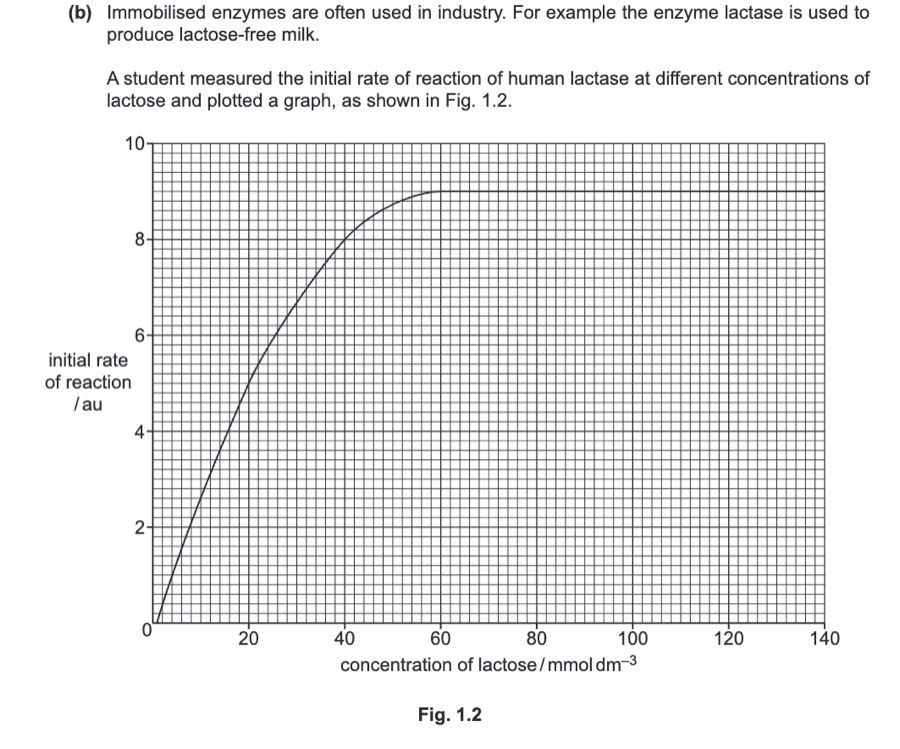 (b) Immobilised enzymes are often used in industry. For example the enzyme lactase is used to
produce lactose-free milk.
A student measured the initial rate of reaction of human lactase at different concentrations of
lactose and plotted a graph, as shown in Fig. 1.2.
10
8
6
initial rate
of reaction
/ au
4
2
0
20 40 60 80 100 120 140
concentration of lactose / mmol dm⁻³
Fig. 1.2